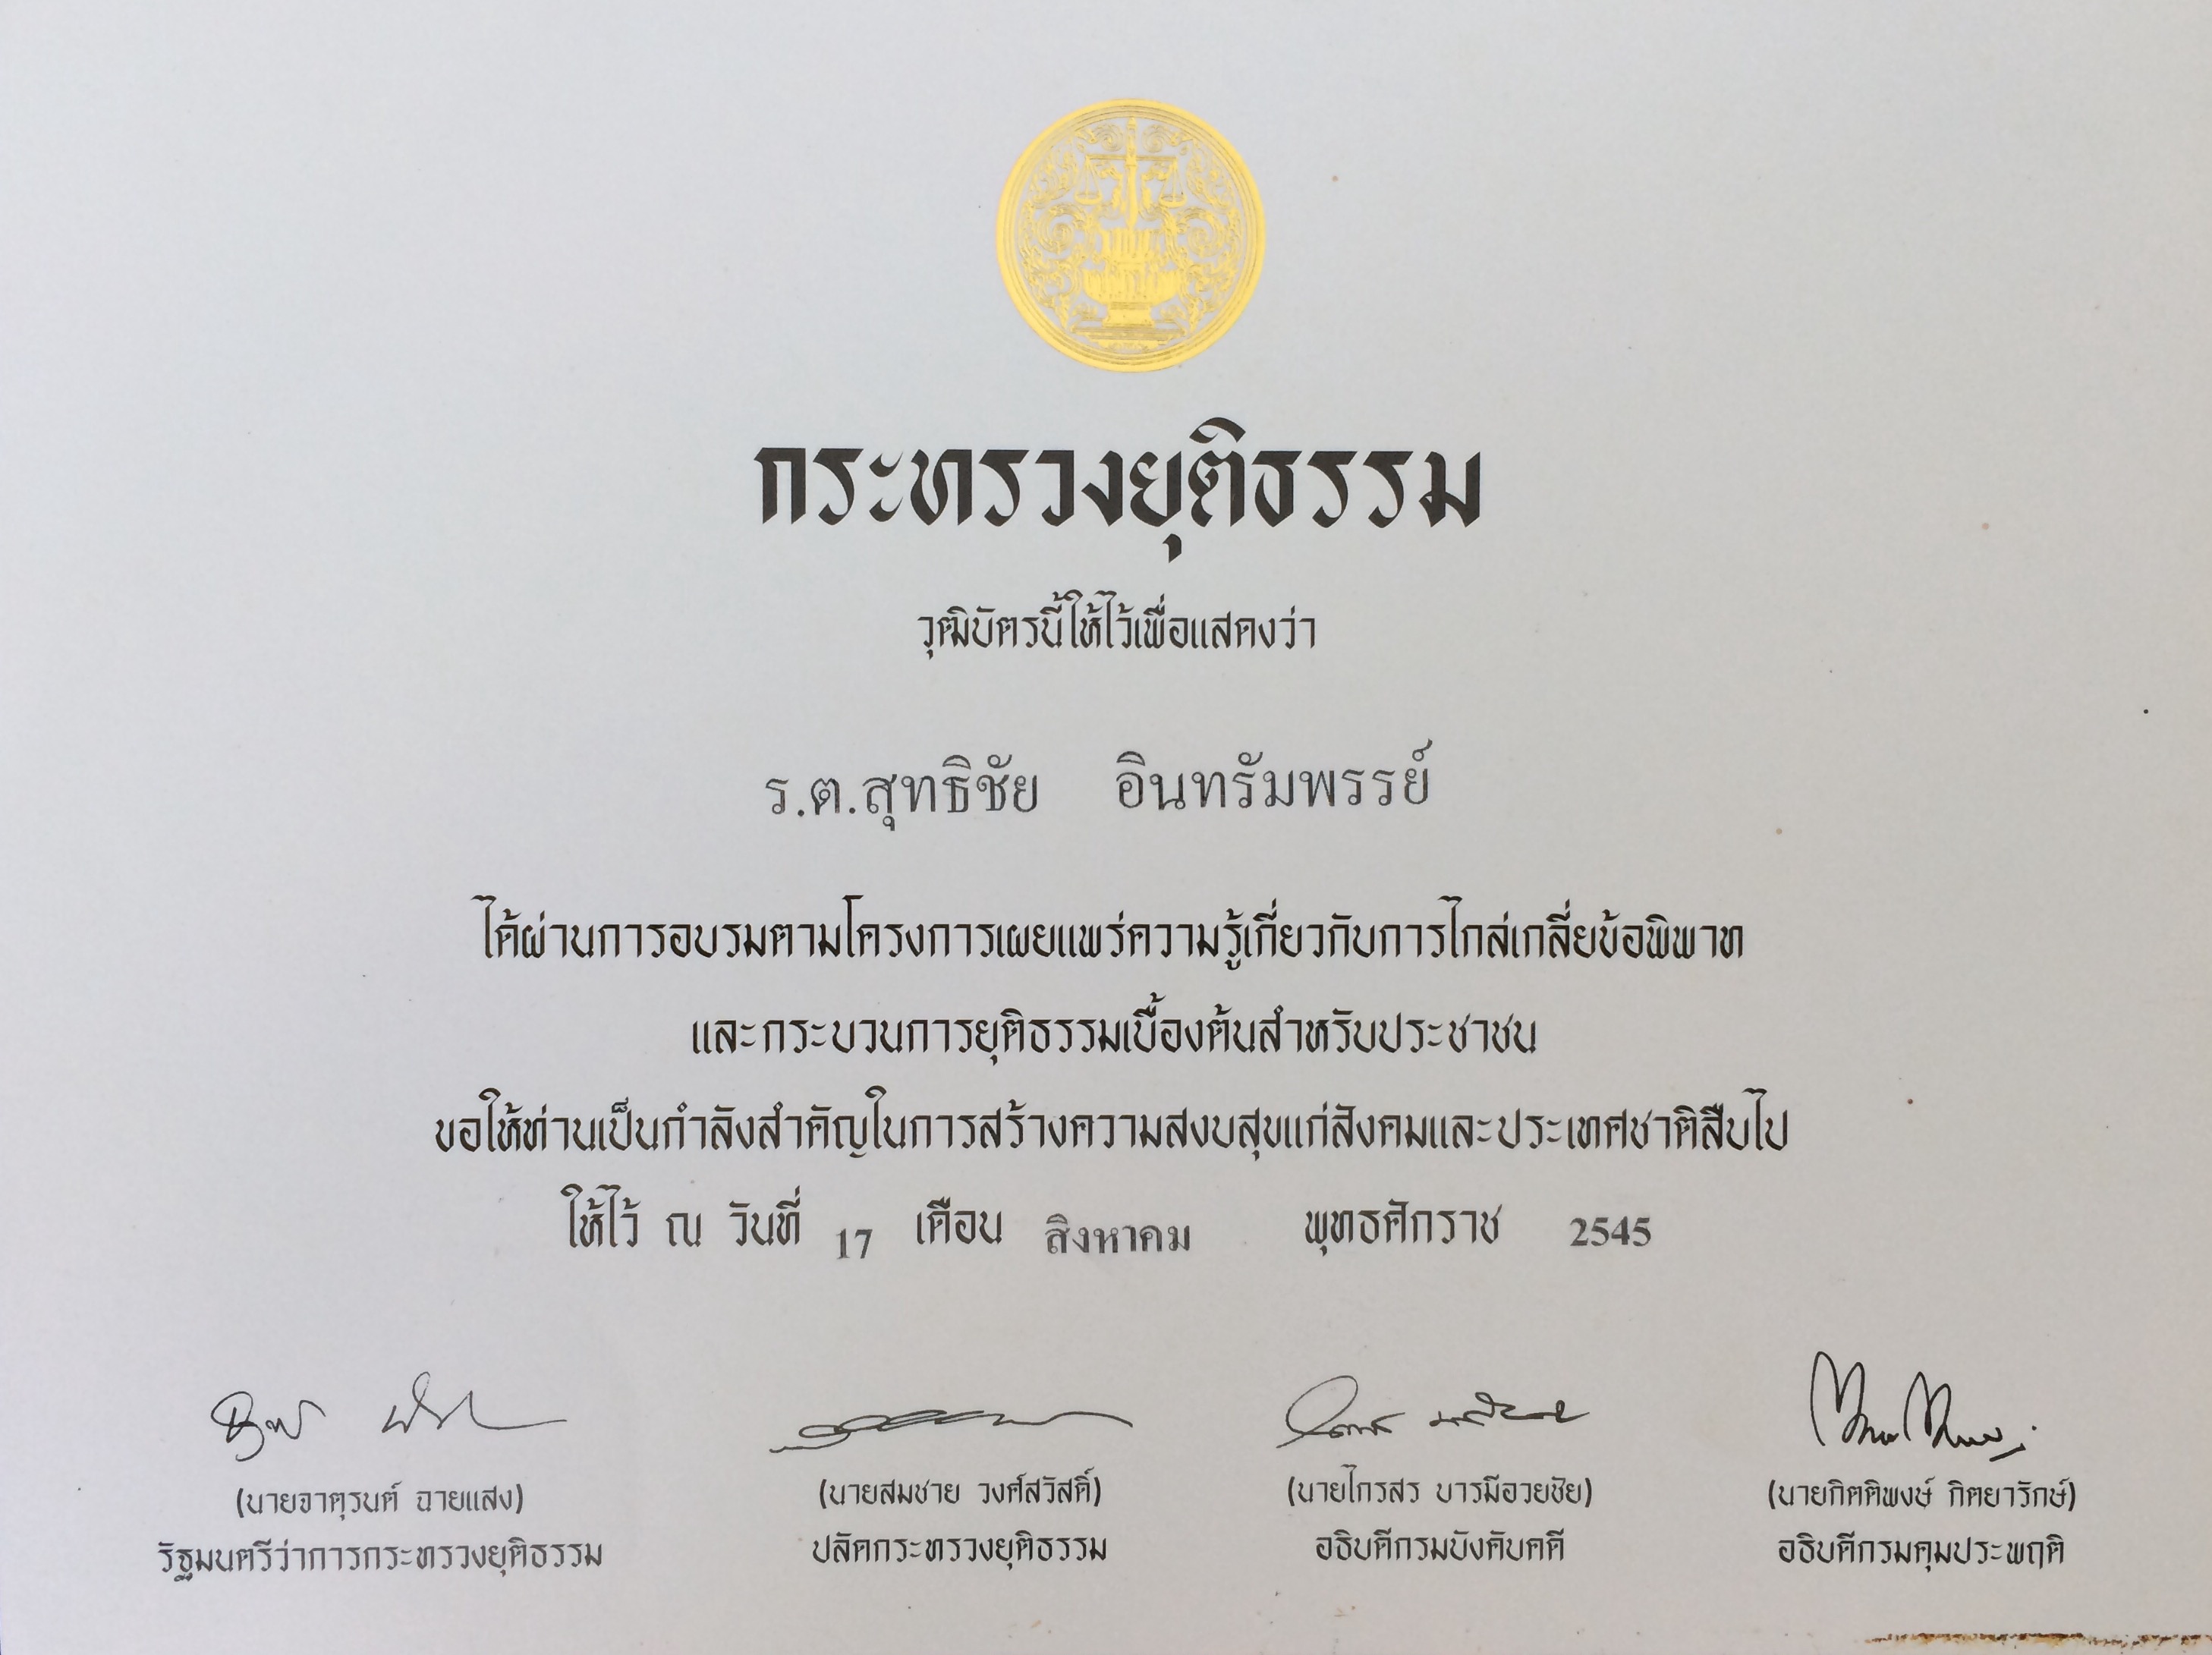 กระทรวงยุติธรรม
วุฒิบัตรนี้ให้ไว้เพื่อแสดงว่า
ร.ต.สุทธิชัย อินทรัมพรรย์
ได้ผ่านการอบรมตามโครงการเผยแพร่ความรู้เกี่ยวกับการไกล่เกลี่ยข้อพิพาท
และกระบวนการยุติธรรมเบื้องต้นสำหรับประชาชน
ขอให้ท่านเป็นกำลังสำคัญในการสร้างความสงบสุขแก่สังคมและประเทศชาติสืบไป
ให้ไว้ ณ วันที่ 17 เดือน สิงหาคม พุทธศักราช 2545
(นายจาตุรนต์ ฉายแสง) (นายสมชาย วงศ์สวัสดิ์) (นายไกรสร บารมีอวยชัย) (นายกิตติพงษ์ กิตยารักษ์)
รัฐมนตรีว่าการกระทรวงยุติธรรม ปลัดกระทรวงยุติธรรม อธิบดีกรมบังคับคดี อธิบดีกรมคุมประพฤติ